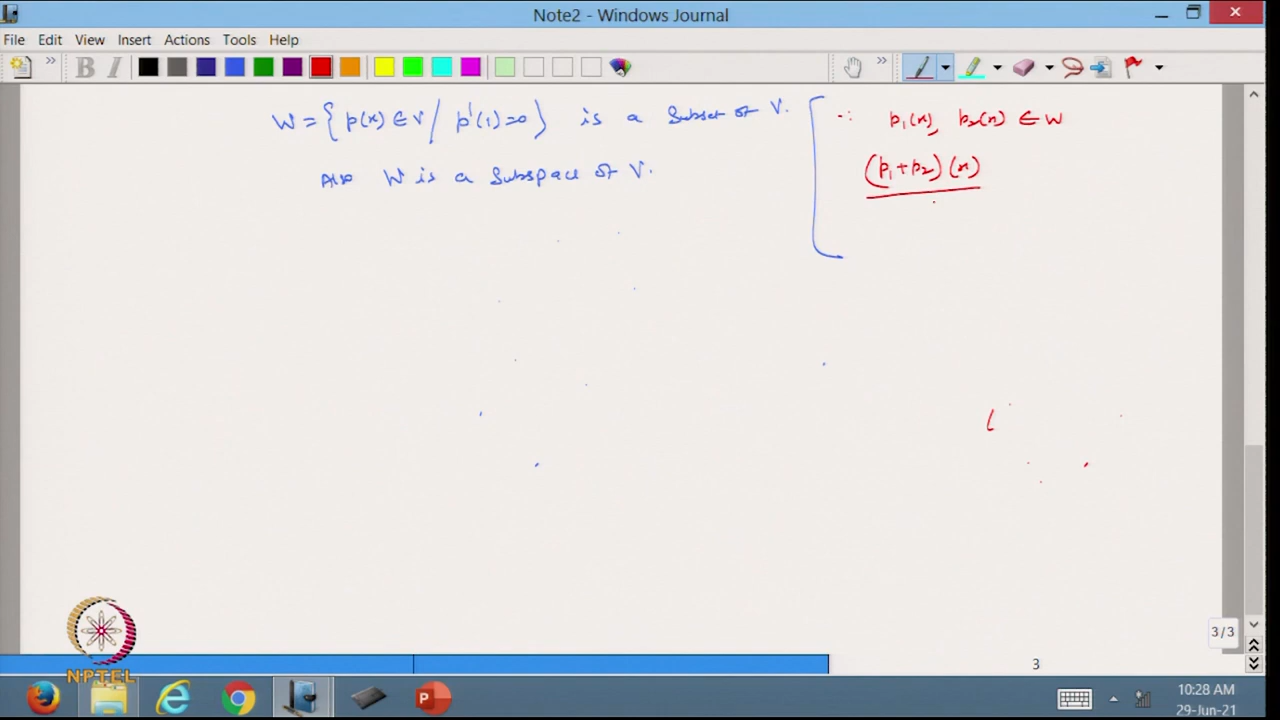 Note2 - Windows Journal
File Edit View Insert Actions Tools Help
W = { p(x) ∈ V / p'(1)=0 } is a Subset of V.
Also W is a Subspace of V.
∵ p₁(x), p₂(x) ∈ W
(p₁+p₂)(x)
3 / 3
3
NPTEL
10:28 AM
29-Jun-21